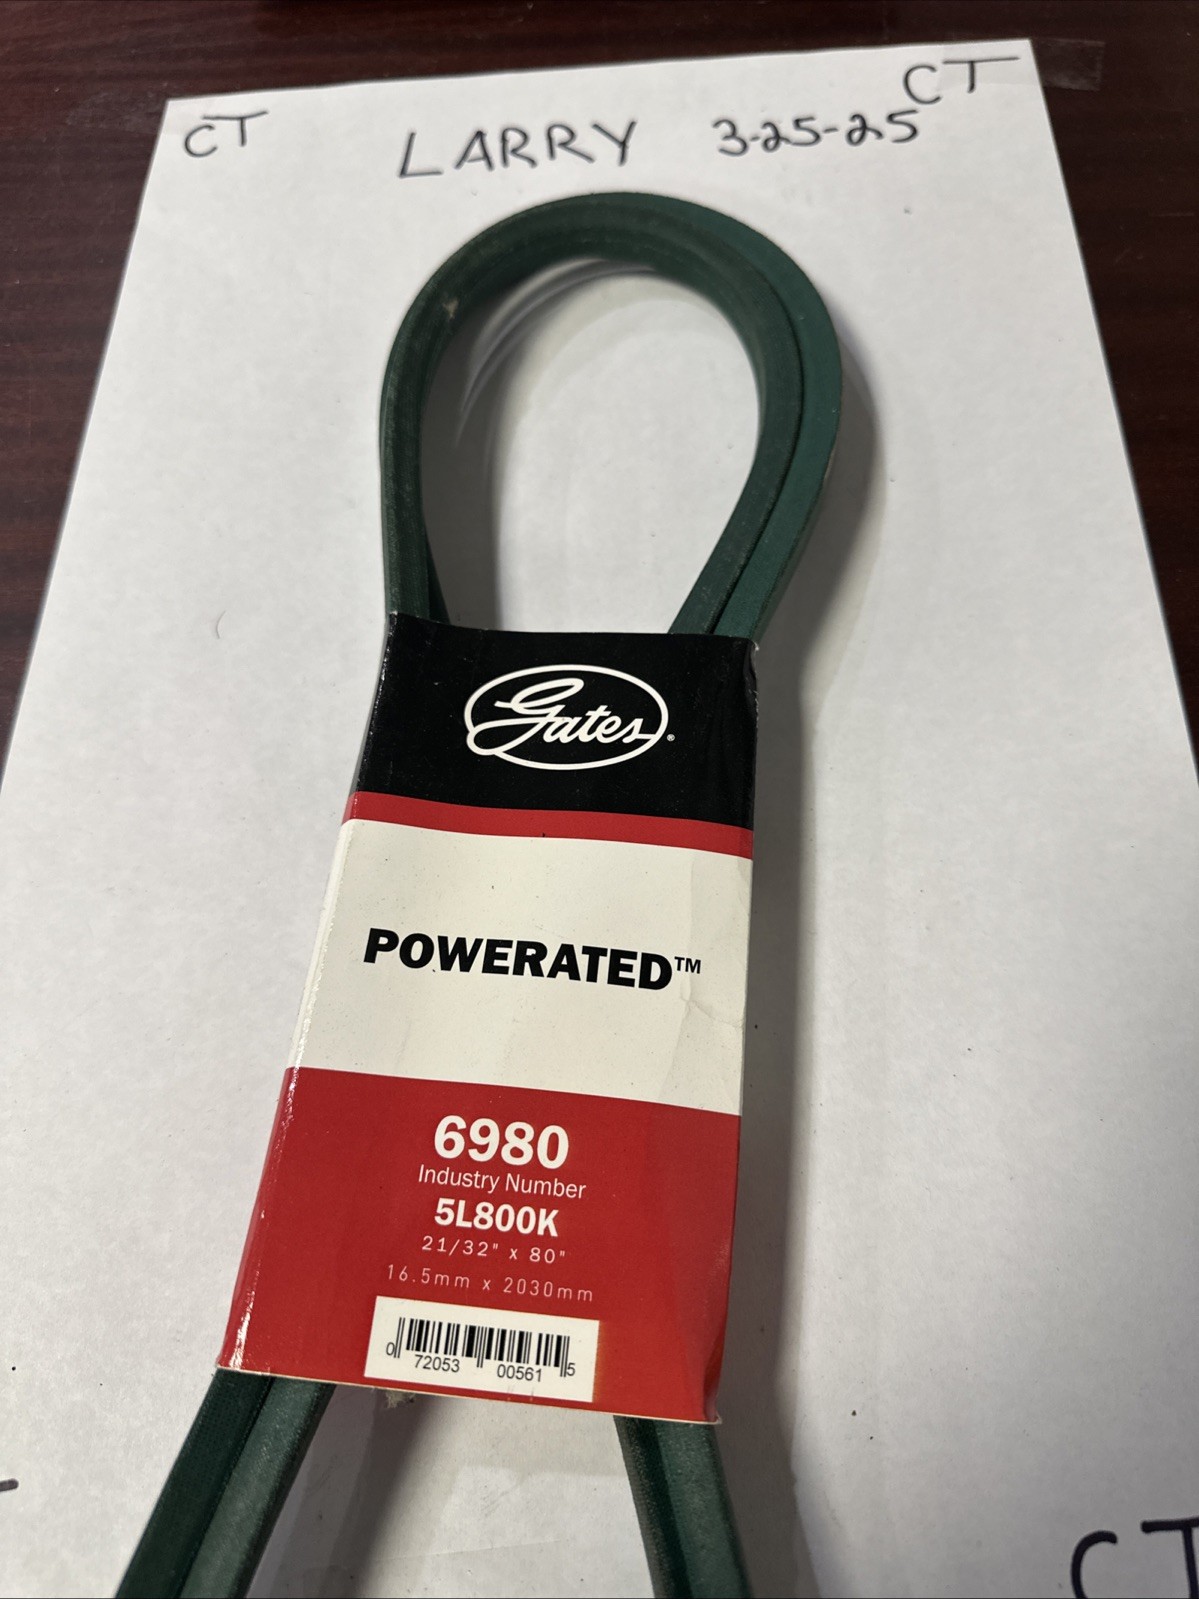 CT
LARRY 3-25-25
CT
Gates®
POWERATED™
6980
Industry Number
5L800K
21/32" x 80"
16.5mm x 2030mm
0 72053 00561 5
CT